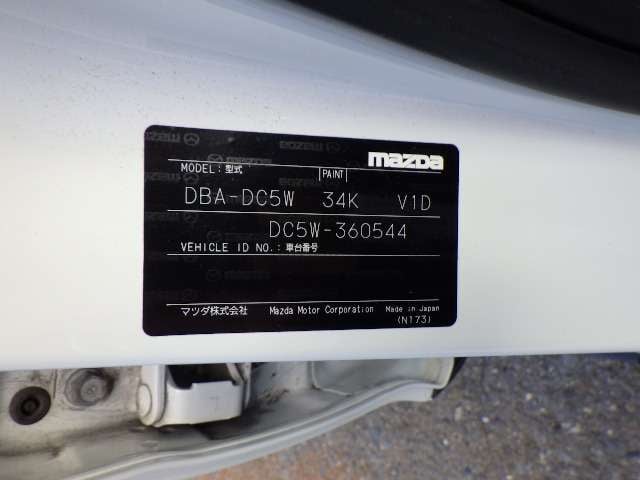 mazda
MODEL: 型式 PAINT
DBA-DC5W 34K V1D
DC5W-360544
VEHICLE ID NO.: 車台番号
マツダ株式会社 Mazda Motor Corporation Made in Japan
(N173)